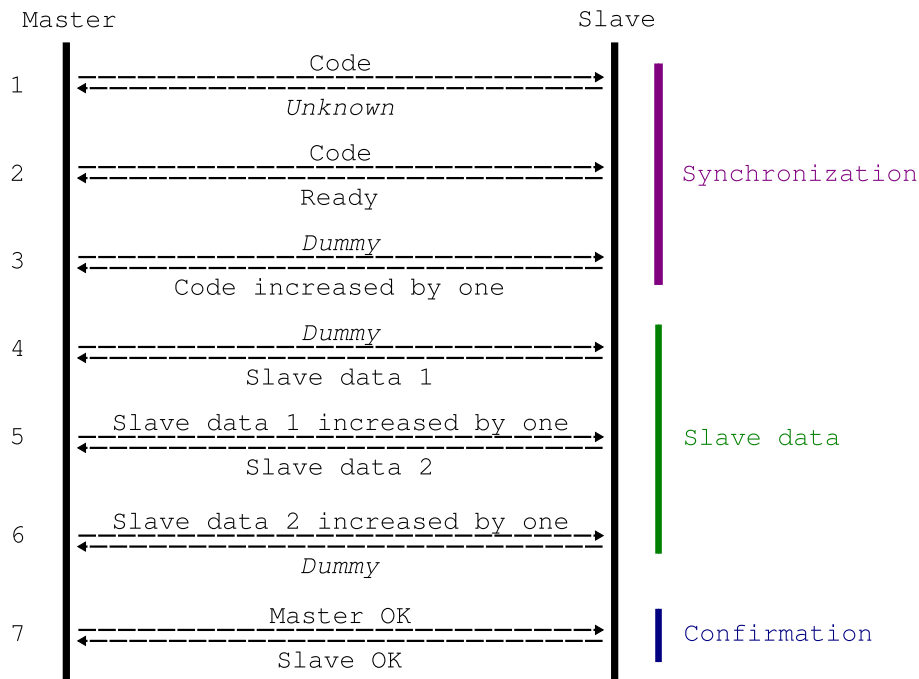 Master
Slave
Code
1
Unknown
Code
2
Ready
Synchronization
Dummy
3
Code increased by one
Dummy
4
Slave data 1
Slave data 1 increased by one
5
Slave data 2
Slave data
Slave data 2 increased by one
6
Dummy
Master OK
7
Slave OK
Confirmation